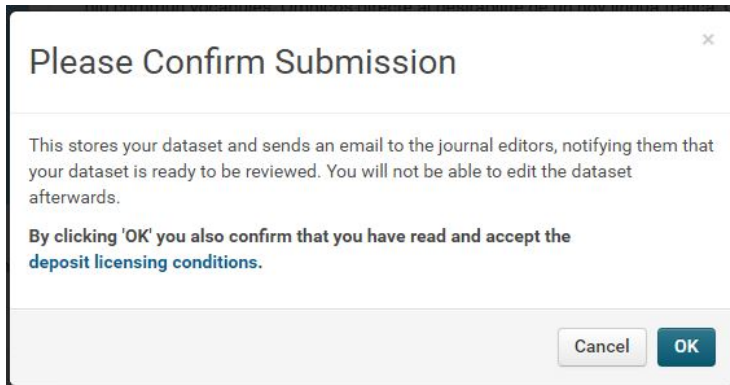 Please Confirm Submission
×
This stores your dataset and sends an email to the journal editors, notifying them that
your dataset is ready to be reviewed. You will not be able to edit the dataset
afterwards.
By clicking 'OK' you also confirm that you have read and accept the
deposit licensing conditions.
Cancel
OK